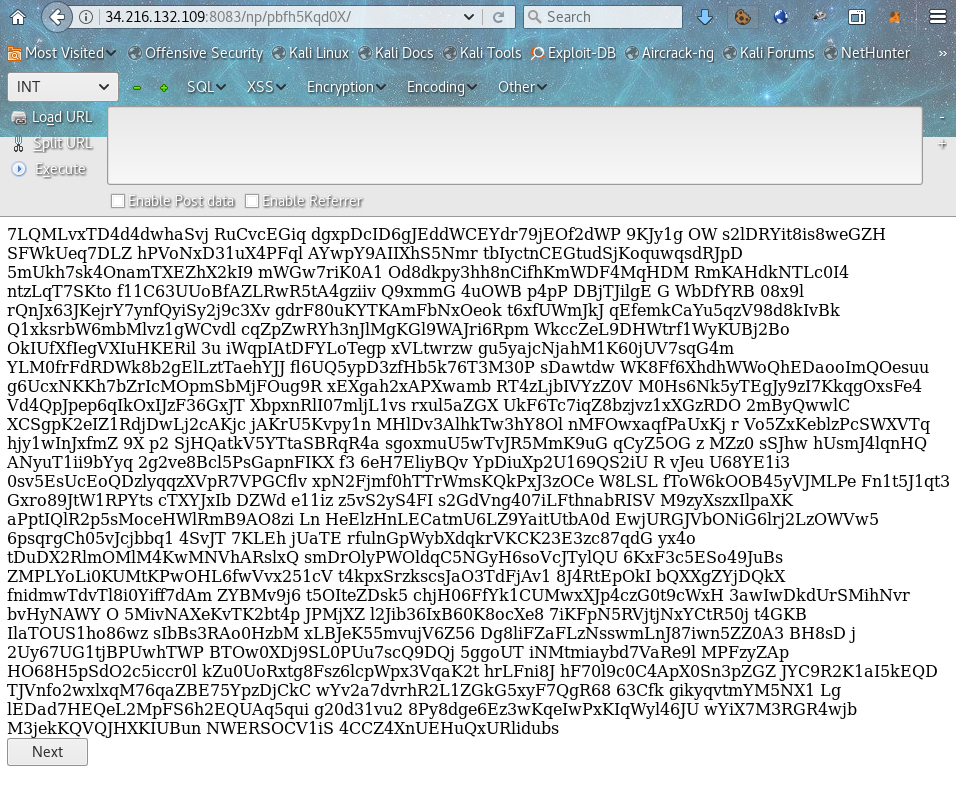 34.216.132.109:8083/np/pbfh5Kqd0X/
Search
Most Visited Offensive Security Kali Linux Kali Docs Kali Tools Exploit-DB Aircrack-ng Kali Forums NetHunter »
INT SQL XSS Encryption Encoding Other
Load URL
Split URL
Execute
Enable Post data Enable Referrer
7LQMLvxTD4d4dwhaSvj RuCvcEGiq dgxpDcID6gJEddWCEYdr79jEOf2dWP 9KJy1g OW s2lDRYit8is8weGZH
SFWkUeq7DLZ hPVoNxD31uX4PFql AYwpY9AIIXhS5Nmr tbIyctnCEGtudSjKoquwqsdRJpD
5mUkh7sk4OnamTXEZhX2kI9 mWGw7riK0A1 Od8dkpy3hh8nCifhKmWDF4MqHDM RmKAHdkNTLc0I4
ntzLqT7SKto f11C63UUoBfAZLRwR5tA4gziiv Q9xmmG 4uOWB p4pP DBjTJilgE G WbDfYRB 08x9l
rQnJx63JKejrY7ynfQyiSy2j9c3Xv gdrF80uKYTKAmFbNxOeok t6xfUWmJkJ qEfemkCaYu5qzV98d8kIvBk
Q1xksrbW6mbMlvz1gWCvdl cqZpZwRYh3nJlMgKGl9WAJri6Rpm WkccZeL9DHWtrf1WyKUBj2Bo
OkIUfXfIegVXIuHKERil 3u iWqpIAtDFYLoTegp xVLtwrzw gu5yajcNjahM1K60jUV7sqG4m
YLM0frFdRDWk8b2gElLztTaehYJJ fl6UQ5ypD3zfHb5k76T3M30P sDawtdw WK8Ff6XhdhWWoQhEDaooImQOesuu
g6UcxNKKh7bZrIcMOpmSbMjFOug9R xEXgah2xAPXwamb RT4zLjbIVYzZ0V M0Hs6Nk5yTEgJy9zI7KkqgOxsFe4
Vd4QpJpep6qIkOxIJzF36GxJT XbpxnRlI07mljL1vs rxul5aZGX UkF6Tc7iqZ8bzjvz1xXGzRDO 2mByQwwlC
XCSgpK2eIZ1RdjDwLj2cAKjc jAKrU5Kvpy1n MHlDv3AlhkTw3hY8Ol nMFOwxaqfPaUxKj r Vo5ZxKeblzPcSWXVTq
hjy1wInJxfmZ 9X p2 SjHQatkV5YTtaSBRqR4a sgoxmuU5wTvJR5MmK9uG qCyZ5OG z MZz0 sSJhw hUsmJ4lqnHQ
ANyuT1ii9bYyq 2g2ve8Bcl5PsGapnFIKX f3 6eH7EliyBQv YpDiuXp2U169QS2iU R vJeu U68YE1i3
0sv5EsUcEoQDzlyqqzXVpR7VPGCflv xpN2Fjmf0hTTrWmsKQkPxJ3zOCe W8LSL fToW6kOOB45yVJMLPe Fn1t5J1qt3
Gxro89JtW1RPYts cTXYJxIb DZWd e11iz z5vS2yS4FI s2GdVng407iLFthnabRISV M9zyXszxIlpaXK
aPptIQlR2p5sMoceHWlRmB9AO8zi Ln HeElzHnLECatmU6LZ9YaitUtbA0d EwjURGJVbONiG6lrj2LzOWVw5
6psqrgCh05vJcjbbq1 4SvJT 7KLEh jUaTE rfulnGpWybXdqkrVKCK23E3zc87qdG yx4o
tDuDX2RlmOMlM4KwMNVhARslxQ smDrOlyPWOldqC5NGyH6soVcJTylQU 6KxF3c5ESo49JuBs
ZMPLYoLi0KUMtKPwOHL6fwVvx251cV t4kpxSrzkscsJaO3TdFjAv1 8J4RtEpOkI bQXXgZYjDQkX
fnidmwTdvTl8i0Yiff7dAm ZYBMv9j6 t5OIteZDsk5 chjH06FfYk1CUMwxXJp4czG0t9cWxH 3awIwDkdUrSMihNvr
bvHyNAWY O 5MivNAXeKvTK2bt4p JPMjXZ l2Jib36IxB60K8ocXe8 7iKFpN5RVjtjNxYCtR50j t4GKB
IlaTOUS1ho86wz sIbBs3RAo0HzbM xLBJeK55mvujV6Z56 Dg8liFZaFLzNsswmLnJ87iwn5ZZ0A3 BH8sD j
2Uy67UG1tjBPUwhTWP BTOw0XDj9SL0PUu7scQ9DQj 5ggoUT iNMtmiaybd7VaRe9l MPFzyZAp
HO68H5pSdO2c5iccr0l kZu0UoRxtg8Fsz6lcpWpx3VqaK2t hrLFni8J hF70l9c0C4ApX0Sn3pZGZ JYC9R2K1aI5kEQD
TJVnfo2wxlxqM76qaZBE75YpzDjCkC wYv2a7dvrhR2L1ZGkG5xyF7QgR68 63Cfk gikyqvtmYM5NX1 Lg
lEDad7HEQeL2MpFS6h2EQUAq5qui g20d31vu2 8Py8dge6Ez3wKqeIwPxKIqWyl46JU wYiX7M3RGR4wjb
M3jekKQVQJHXKIUBun NWERSOCV1iS 4CCZ4XnUEHuQxURlidubs
Next